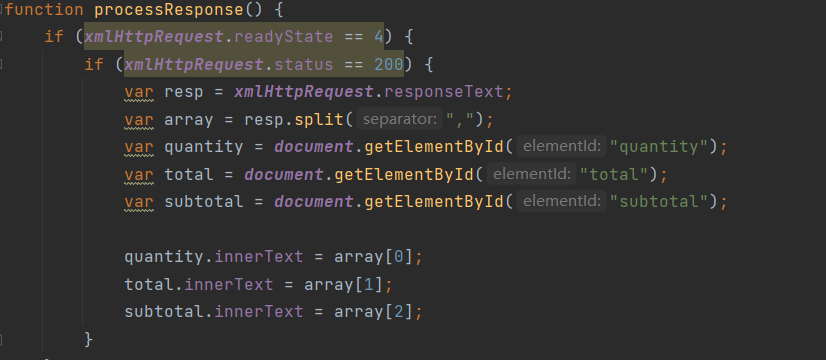 function processResponse() {
if (xmlHttpRequest.readyState == 4) {
if (xmlHttpRequest.status == 200) {
var resp = xmlHttpRequest.responseText;
var array = resp.split( separator: ",");
var quantity = document.getElementById( elementId: "quantity");
var total = document.getElementById( elementId: "total");
var subtotal = document.getElementById( elementId: "subtotal");
quantity.innerText = array[0];
total.innerText = array[1];
subtotal.innerText = array[2];
}